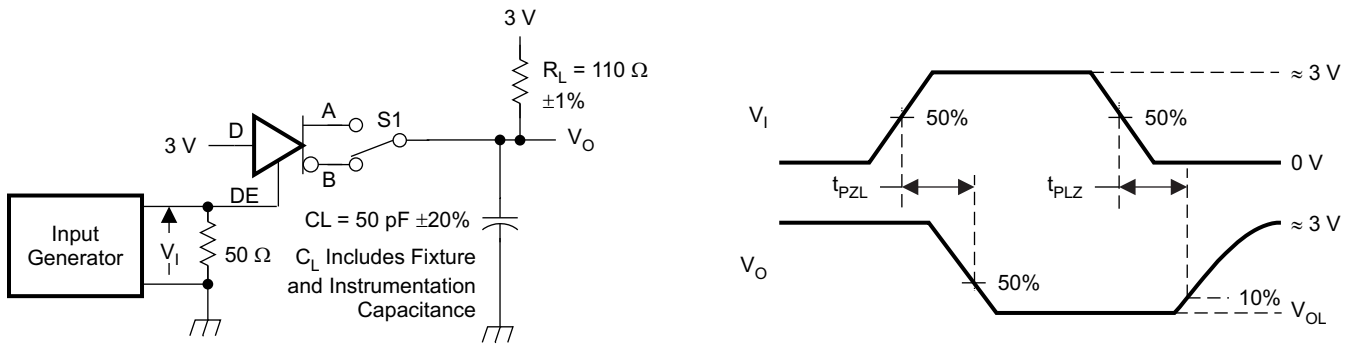 3 V
R_L = 110 Ω
±1%
A
S1
D
3 V
V_O
B
DE
Input
Generator
V_I
50 Ω
CL = 50 pF ±20%
C_L Includes Fixture
and Instrumentation
Capacitance
≈ 3 V
V_I
50%
50%
0 V
t_PZL
t_PLZ
≈ 3 V
V_O
50%
10%
V_OL